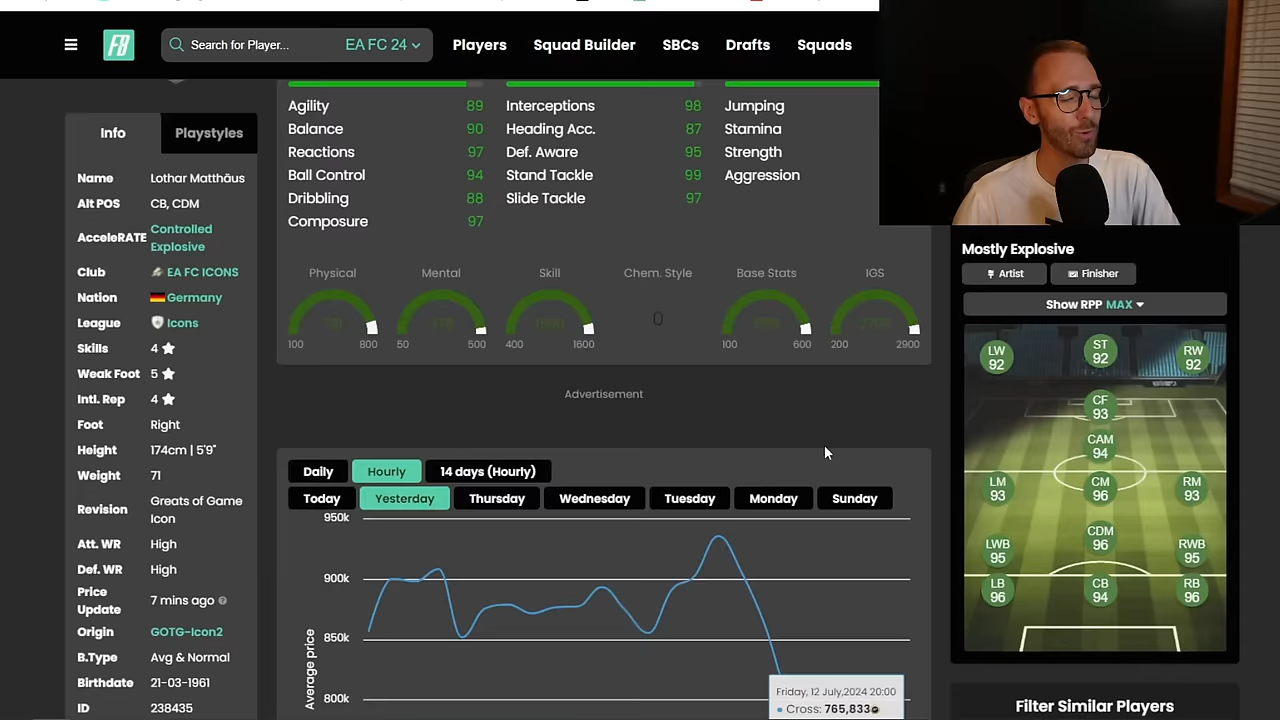 FB
Search for Player...
EA FC 24
Players
Squad Builder
SBCs
Drafts
Squads
Info
Playstyles
Name Lothar Matthäus
Alt POS CB, CDM
AcceleRATE Controlled
Explosive
Club EA FC ICONS
Nation Germany
League Icons
Skills 4
Weak Foot 5
Intl. Rep 4
Foot Right
Height 174cm | 5'9"
Weight 71
Revision Greats of Game
Icon
Att. WR High
Def. WR High
Price
Update 7 mins ago
Origin GOTG-Icon2
B.Type Avg & Normal
Birthdate 21-03-1961
ID 238435
Agility 89
Balance 90
Reactions 97
Ball Control 94
Dribbling 88
Composure 97
Interceptions 98
Heading Acc. 87
Def. Aware 95
Stand Tackle 99
Slide Tackle 97
Jumping
Stamina
Strength
Aggression
Physical
100 800
Mental
50 500
Skill
400 1600
Chem. Style
0
Base Stats
100 600
IGS
200 2900
Advertisement
Daily
Hourly
14 days (Hourly)
Today
Yesterday
Thursday
Wednesday
Tuesday
Monday
Sunday
950k
900k
850k
800k
Average price
Friday, 12 July,2024 20:00
Cross: 765,833
Mostly Explosive
Artist
Finisher
Show RPP MAX
LW
92
ST
92
RW
92
CF
93
CAM
94
LM
93
CM
96
RM
93
CDM
96
LWB
95
RWB
95
LB
96
CB
94
RB
96
Filter Similar Players